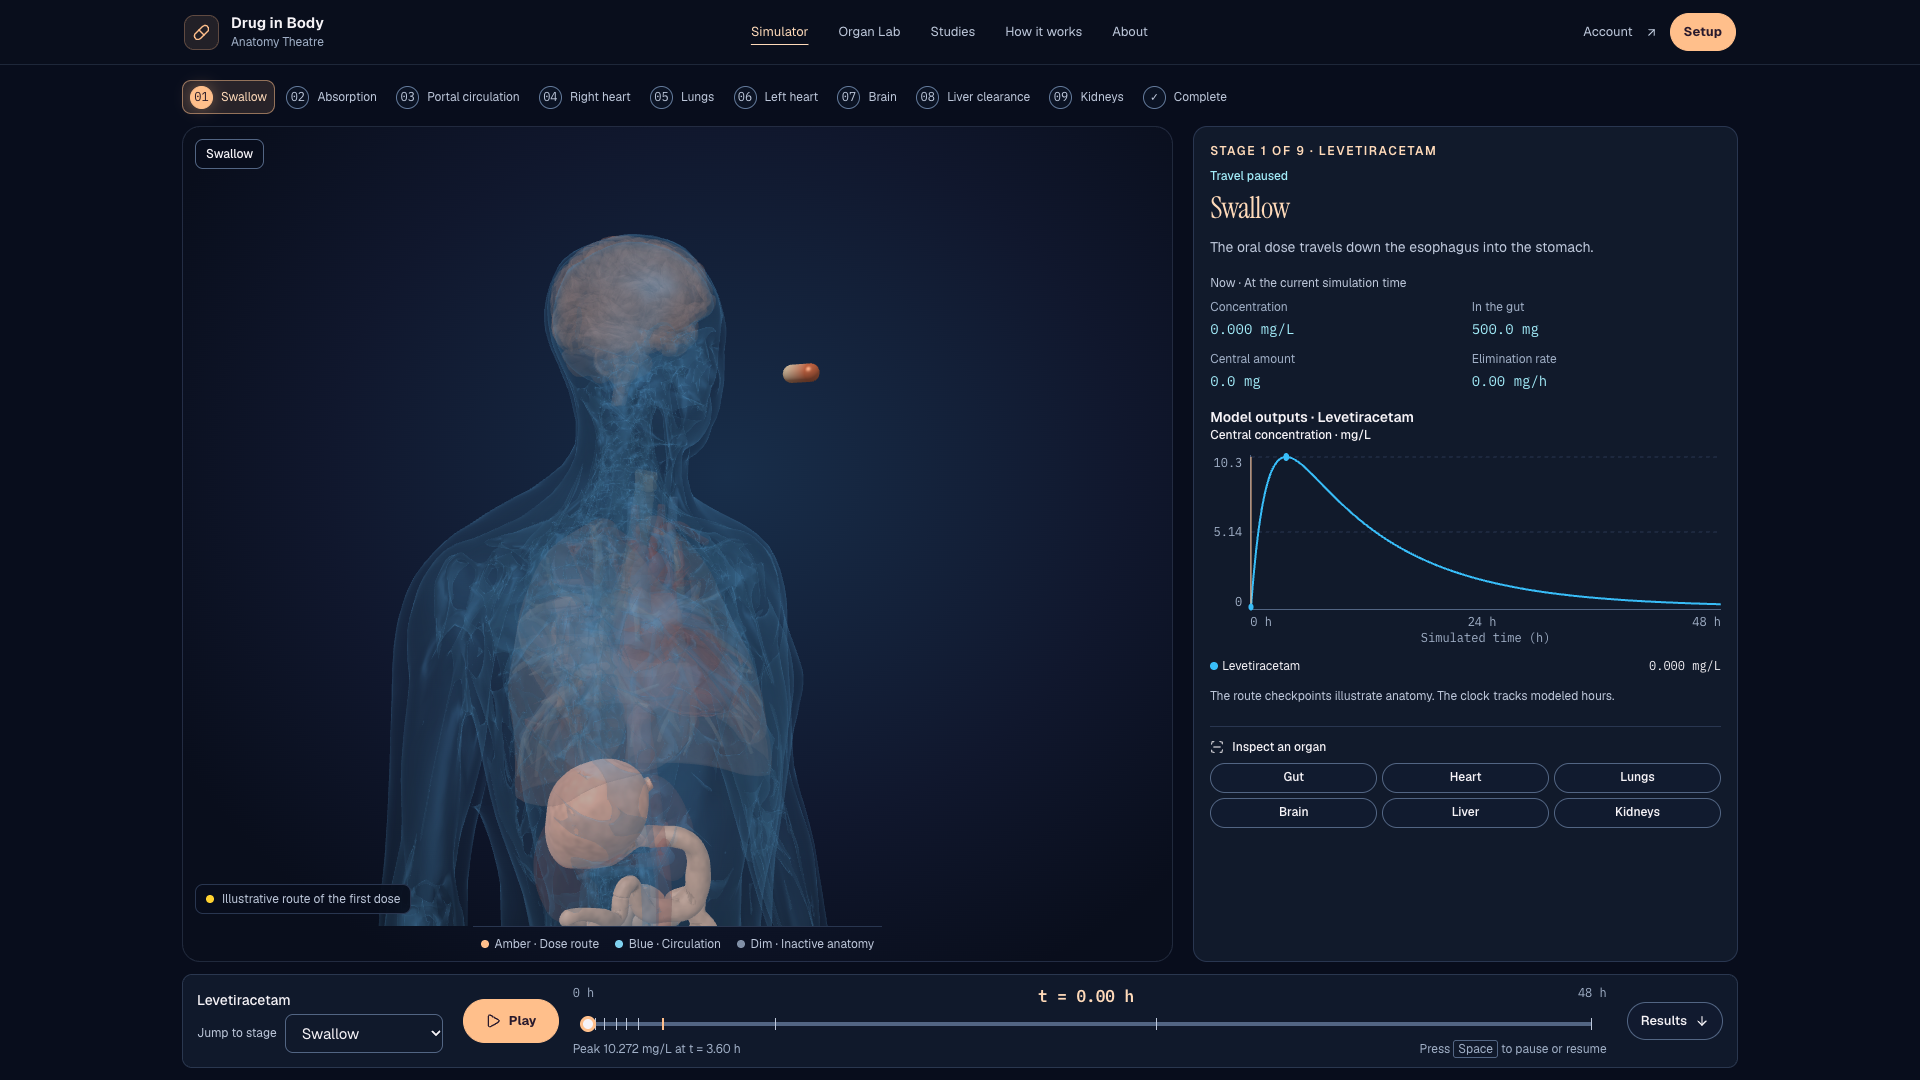 Drug in Body
Anatomy Theatre
Simulator
Organ Lab
Studies
How it works
About
Account
Setup
01 Swallow
02 Absorption
03 Portal circulation
04 Right heart
05 Lungs
06 Left heart
07 Brain
08 Liver clearance
09 Kidneys
✓ Complete
Swallow
Illustrative route of the first dose
Amber · Dose route
Blue · Circulation
Dim · Inactive anatomy
STAGE 1 OF 9 · LEVETIRACETAM
Travel paused
Swallow
The oral dose travels down the esophagus into the stomach.
Now · At the current simulation time
Concentration
0.000 mg/L
In the gut
500.0 mg
Central amount
0.0 mg
Elimination rate
0.00 mg/h
Model outputs · Levetiracetam
Central concentration · mg/L
10.3
5.14
0
0 h
24 h
48 h
Simulated time (h)
Levetiracetam
0.000 mg/L
The route checkpoints illustrate anatomy. The clock tracks modeled hours.
Inspect an organ
Gut
Heart
Lungs
Brain
Liver
Kidneys
Levetiracetam
Jump to stage
Swallow
Play
0 h
t = 0.00 h
48 h
Peak 10.272 mg/L at t = 3.60 h
Press Space to pause or resume
Results ↓